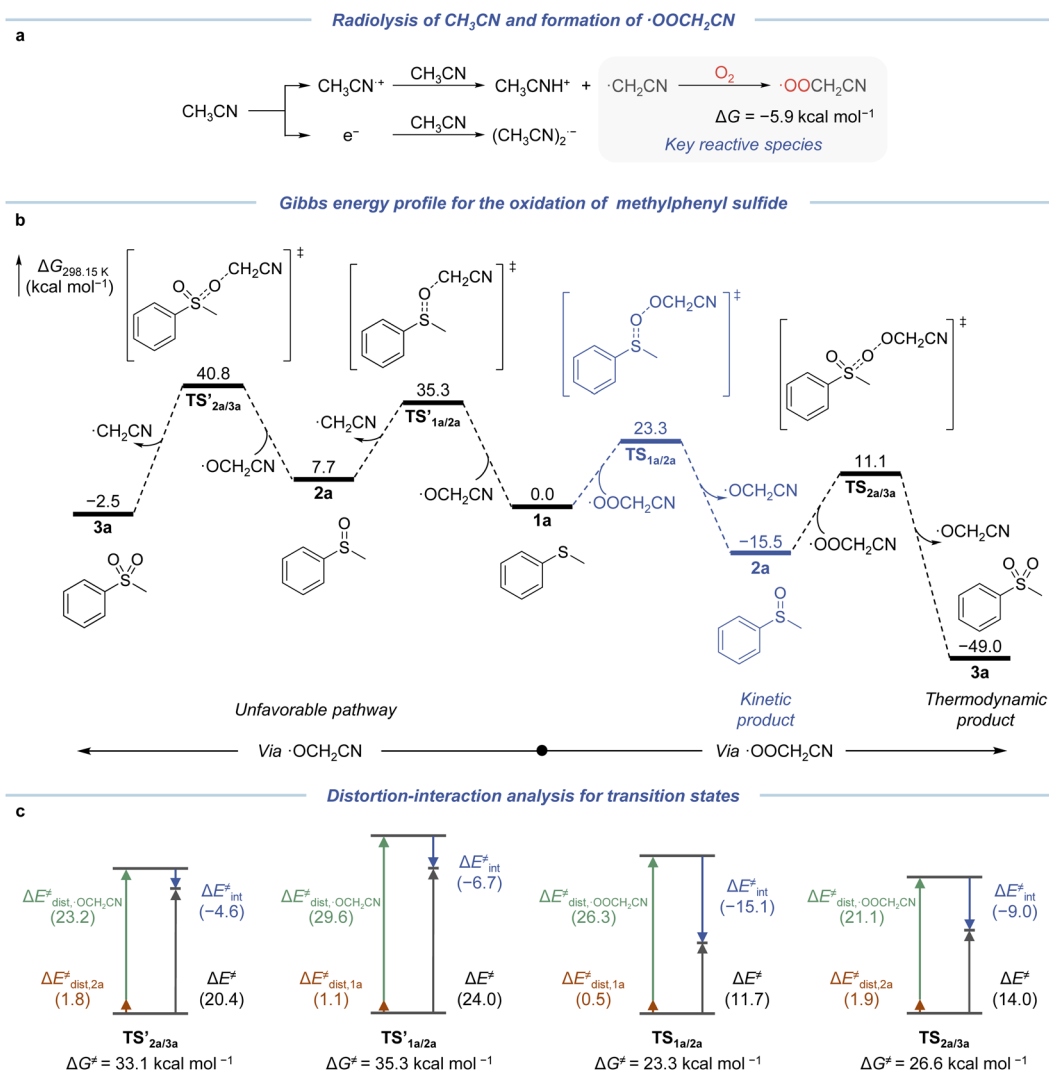 Radiolysis of CH₃CN and formation of ·OOCH₂CN
a
CH₃CN
CH₃CN·⁺
CH₃CN
CH₃CNH⁺
+
·CH₂CN
O₂
·OOCH₂CN
ΔG = −5.9 kcal mol⁻¹
Key reactive species
e⁻
CH₃CN
(CH₃CN)₂·⁻
Gibbs energy profile for the oxidation of methylphenyl sulfide
b
ΔG298.15 K
(kcal mol⁻¹)
O
O
S
CH₂CN
‡
O
S
CH₂CN
‡
O
S
OCH₂CN
‡
O
S
O
OCH₂CN
‡
40.8
TS'2a/3a
35.3
TS'1a/2a
23.3
TS1a/2a
11.1
TS2a/3a
·CH₂CN
·OCH₂CN
·CH₂CN
·OCH₂CN
·OOCH₂CN
·OCH₂CN
·OOCH₂CN
·OCH₂CN
−2.5
3a
7.7
2a
0.0
1a
−15.5
2a
−49.0
3a
O O
S
O
S
S
O
S
O O
S
Unfavorable pathway
Kinetic
product
Thermodynamic
product
Via ·OCH₂CN
Via ·OOCH₂CN
Distortion-interaction analysis for transition states
c
ΔE≠dist,·OCH₂CN
(23.2)
ΔE≠int
(−4.6)
ΔE≠dist,2a
(1.8)
ΔE≠
(20.4)
TS'2a/3a
ΔG≠ = 33.1 kcal mol ⁻¹
ΔE≠dist,·OCH₂CN
(29.6)
ΔE≠int
(−6.7)
ΔE≠dist,1a
(1.1)
ΔE≠
(24.0)
TS'1a/2a
ΔG≠ = 35.3 kcal mol ⁻¹
ΔE≠dist,·OOCH₂CN
(26.3)
ΔE≠int
(−15.1)
ΔE≠dist,1a
(0.5)
ΔE≠
(11.7)
TS1a/2a
ΔG≠ = 23.3 kcal mol ⁻¹
ΔE≠dist,·OOCH₂CN
(21.1)
ΔE≠int
(−9.0)
ΔE≠dist,2a
(1.9)
ΔE≠
(14.0)
TS2a/3a
ΔG≠ = 26.6 kcal mol ⁻¹